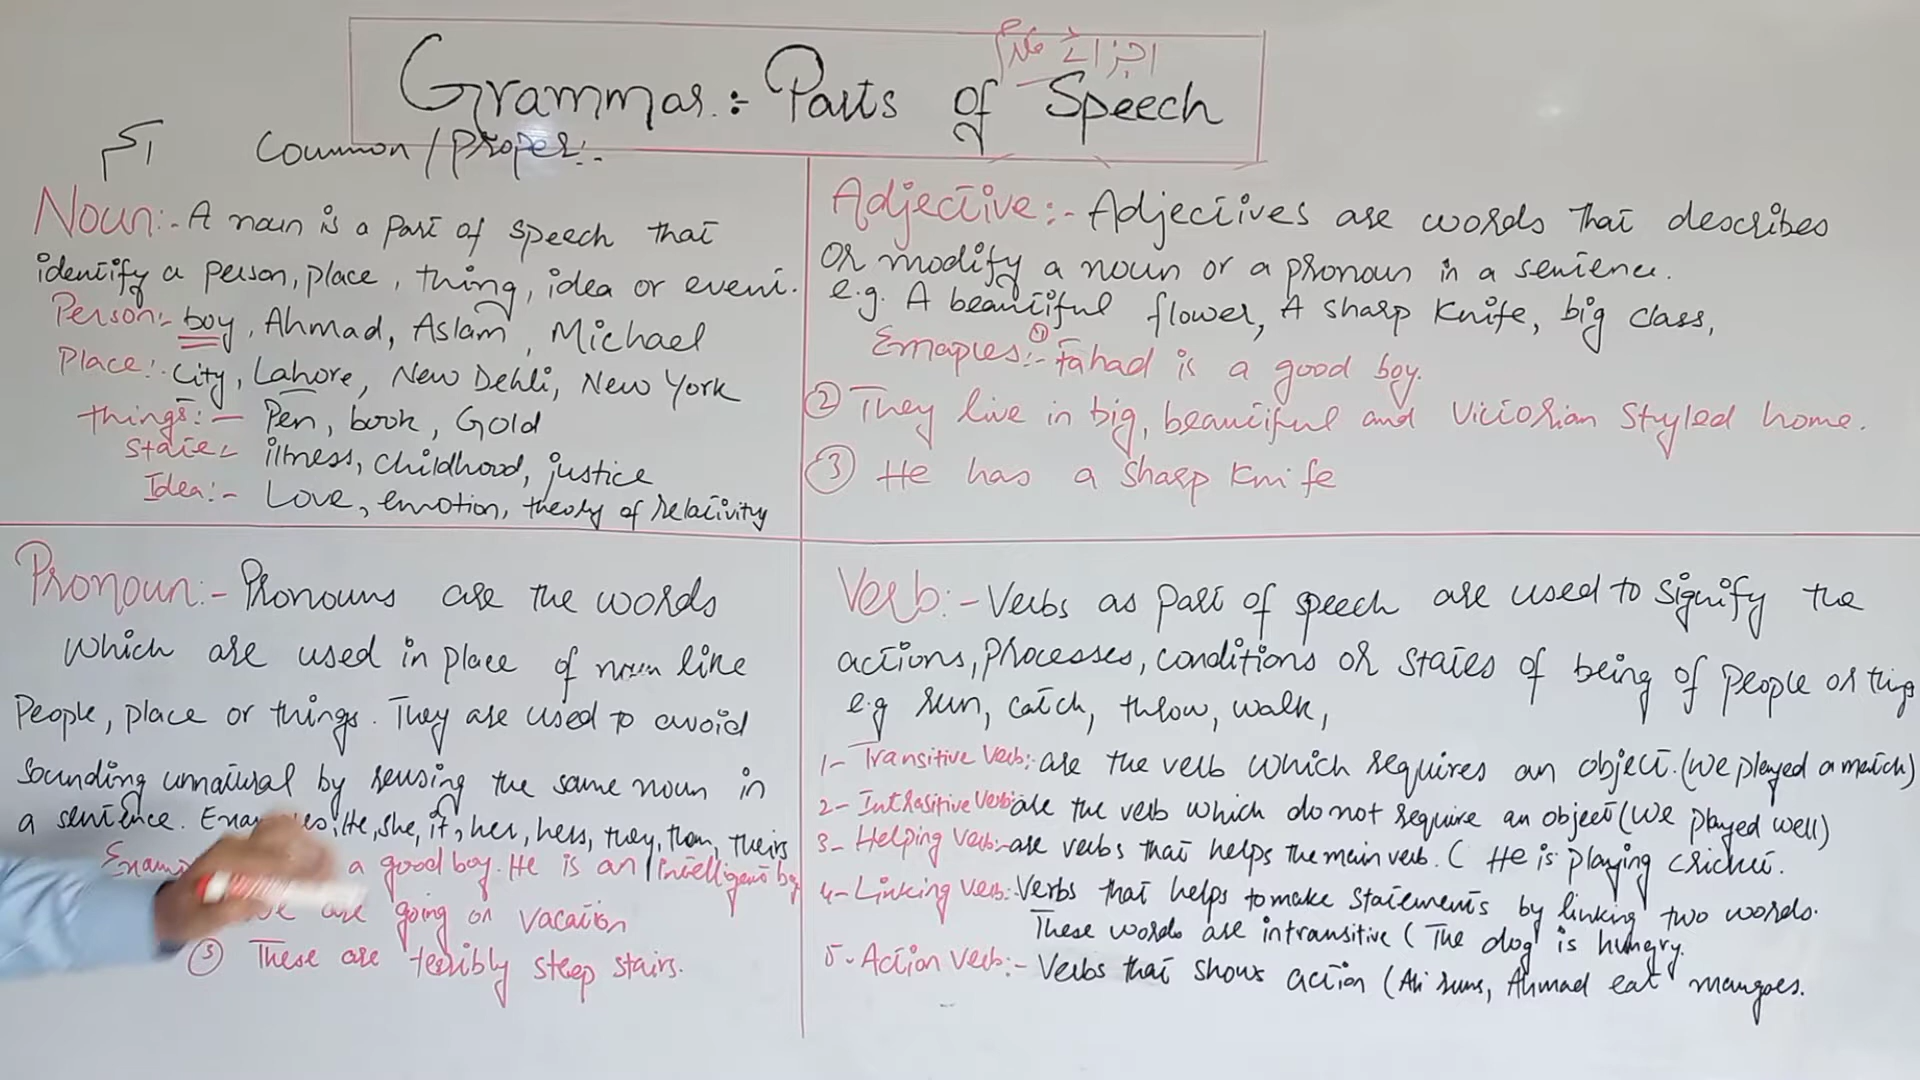 اجزائے کلام
Grammar:- Parts of Speech
اسم
Common/Proper:-
Noun:- A noun is a part of speech that
identify a person, place, thing, idea or event.
Person:- boy, Ahmad, Aslam, Michael
Place:- City, Lahore, New Dehli, New York
things:- Pen, book, Gold
State:- illness, childhood, justice
Idea:- Love, emotion, theory of relativity
Adjective:- Adjectives are words that describes
or modify a noun or a pronoun in a sentence.
e.g. A beautiful flower, A sharp knife, big class,
Emaples:- ① Fahad is a good boy.
② They live in big, beautiful and Victorian Styled home.
③ He has a sharp knife
Pronoun:- Pronouns are the words
which are used in place of noun like
People, place or things. They are used to avoid
sounding unnatural by reusing the same noun in
a sentence. He, she, it, her, hers, they, them, theirs
a good boy. He is an intelligent boy
are going on vacation
③ These are terribly steep stairs.
Verb:- Verbs as part of speech are used to signify the
actions, processes, conditions or states of being of people or
e.g run, catch, throw, walk,
1- Transitive Verb:- are the verb which requires an object. (We played a match)
2- Intrasitive Verb:- are the verb which do not require an object (We played well)
3- Helping verb:- are verbs that helps the main verb. ( He is playing cricket.
4- Linking verb:- Verbs that helps to make statements by linking two words.
These words are intransitive ( The dog is hungry.
5- Action verb:- Verbs that shows action (Ali runs, Ahmad eat mangoes.